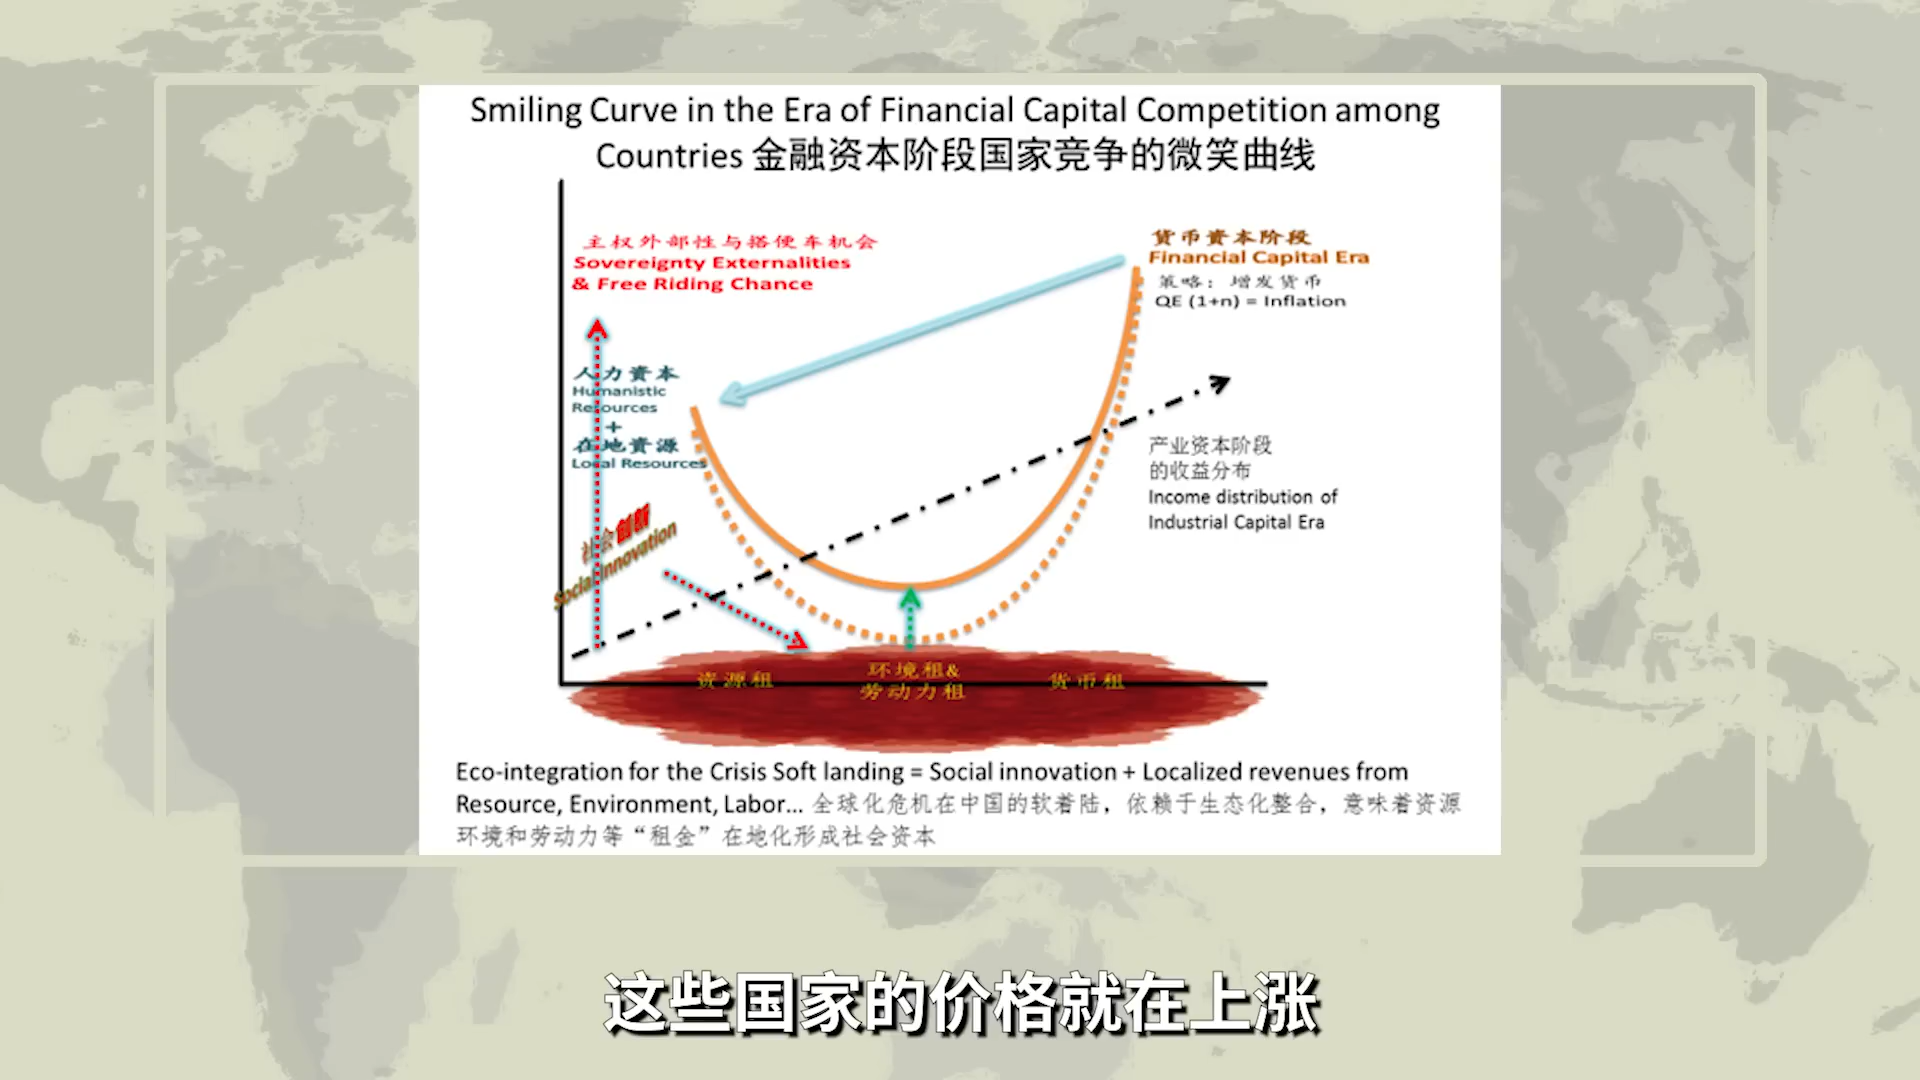 Smiling Curve in the Era of Financial Capital Competition among
Countries 金融资本阶段国家竞争的微笑曲线
主权外部性与搭便车机会
Sovereignty Externalities
& Free Riding Chance
货币資本阶段
Financial Capital Era
策略：增发货币
QE (1+n) = Inflation
人力資本
Humanistic
Resources
+
在地資源
Local Resources
产业资本阶段
的收益分布
Income distribution of
Industrial Capital Era
社会创新
Social Innovation
资源租
环境租&
劳动力租
货币租
Eco-integration for the Crisis Soft landing = Social innovation + Localized revenues from
Resource, Environment, Labor... 全球化危机在中国的软着陆，依赖于生态化整合，意味着资源
环境和劳动力等“租金”在地化形成社会资本
这些国家的价格就在上涨